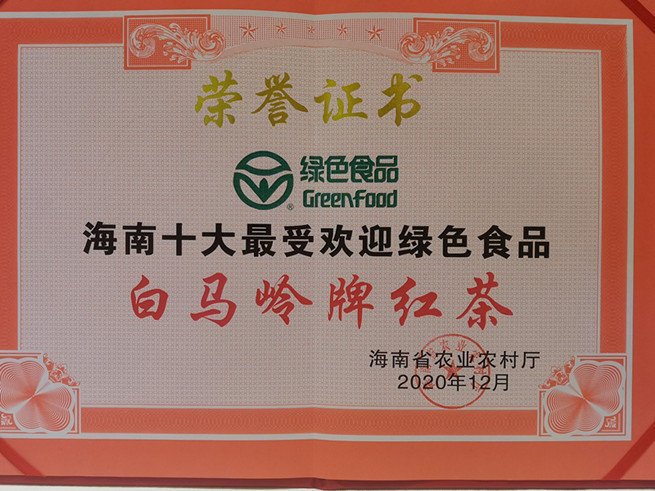 荣誉证书
绿色食品
GreenFood
®
海南十大最受欢迎绿色食品
白马岭牌红茶
海南省农业农村厅
2020年12月